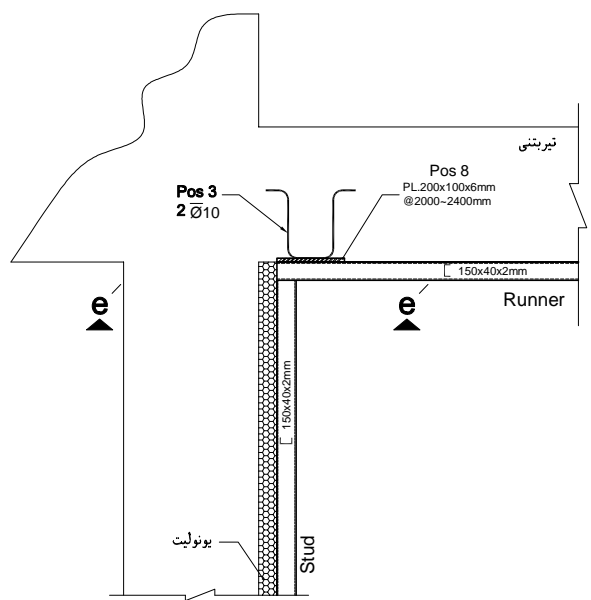 تیربتنی
Pos 8
PL.200x100x6mm
@2000~2400mm
Pos 3
2 Ø10
150x40x2mm
e
e
Runner
150x40x2mm
یونولیت
Stud